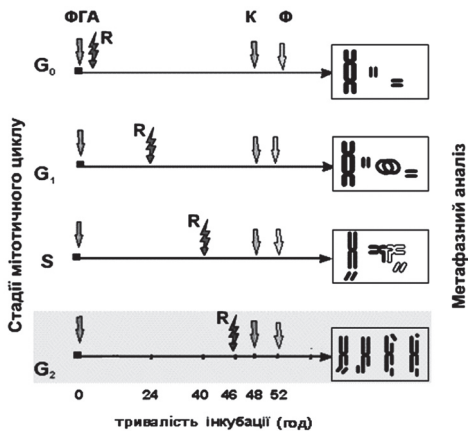 ФГА К Ф
R
G0
R
G1
R
S
R
G2
0 24 40 46 48 52
тривалість інкубації (год)
Стадії мітотичного циклу
Метафазний аналіз